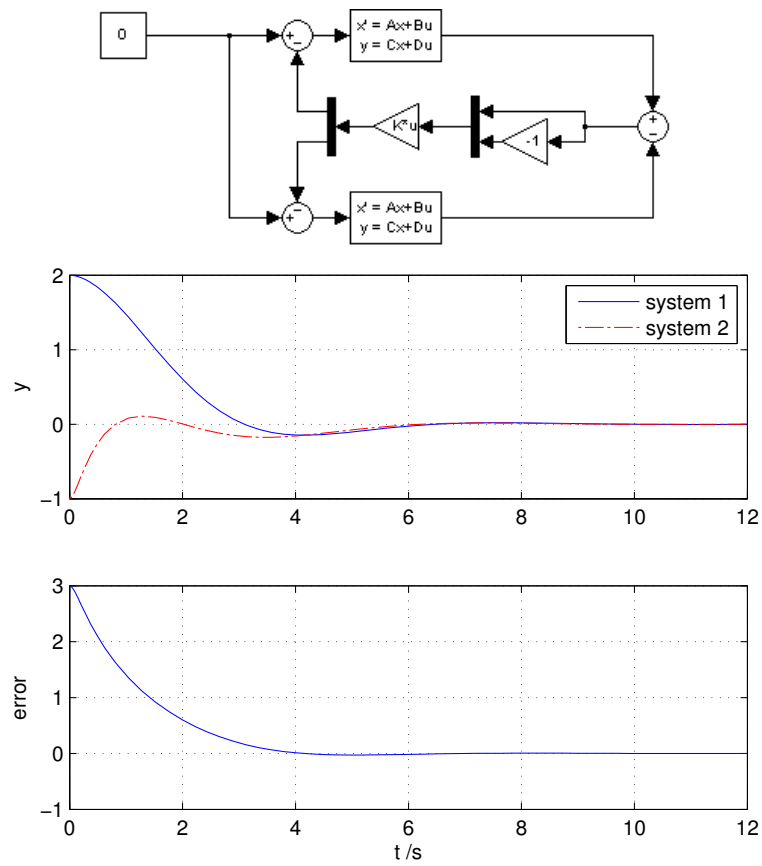 0
+
−
x' = Ax+Bu
y = Cx+Du
K*u
-1
+
−
+
−
x' = Ax+Bu
y = Cx+Du
2
1
0
−1
y
system 1
system 2
0 2 4 6 8 10 12
3
2
1
0
−1
error
0 2 4 6 8 10 12
t /s